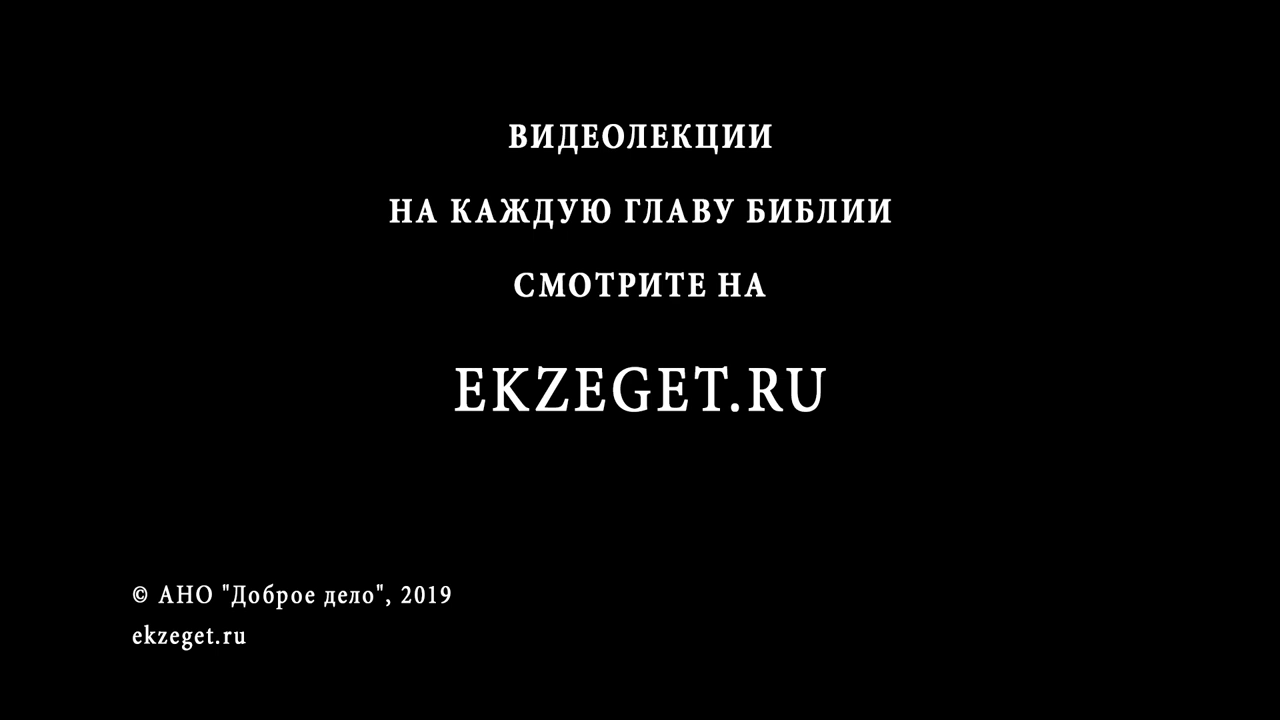 ВИДЕОЛЕКЦИИ
НА КАЖДУЮ ГЛАВУ БИБЛИИ
СМОТРИТЕ НА
EKZEGET.RU
© АНО "Доброе дело", 2019
ekzeget.ru